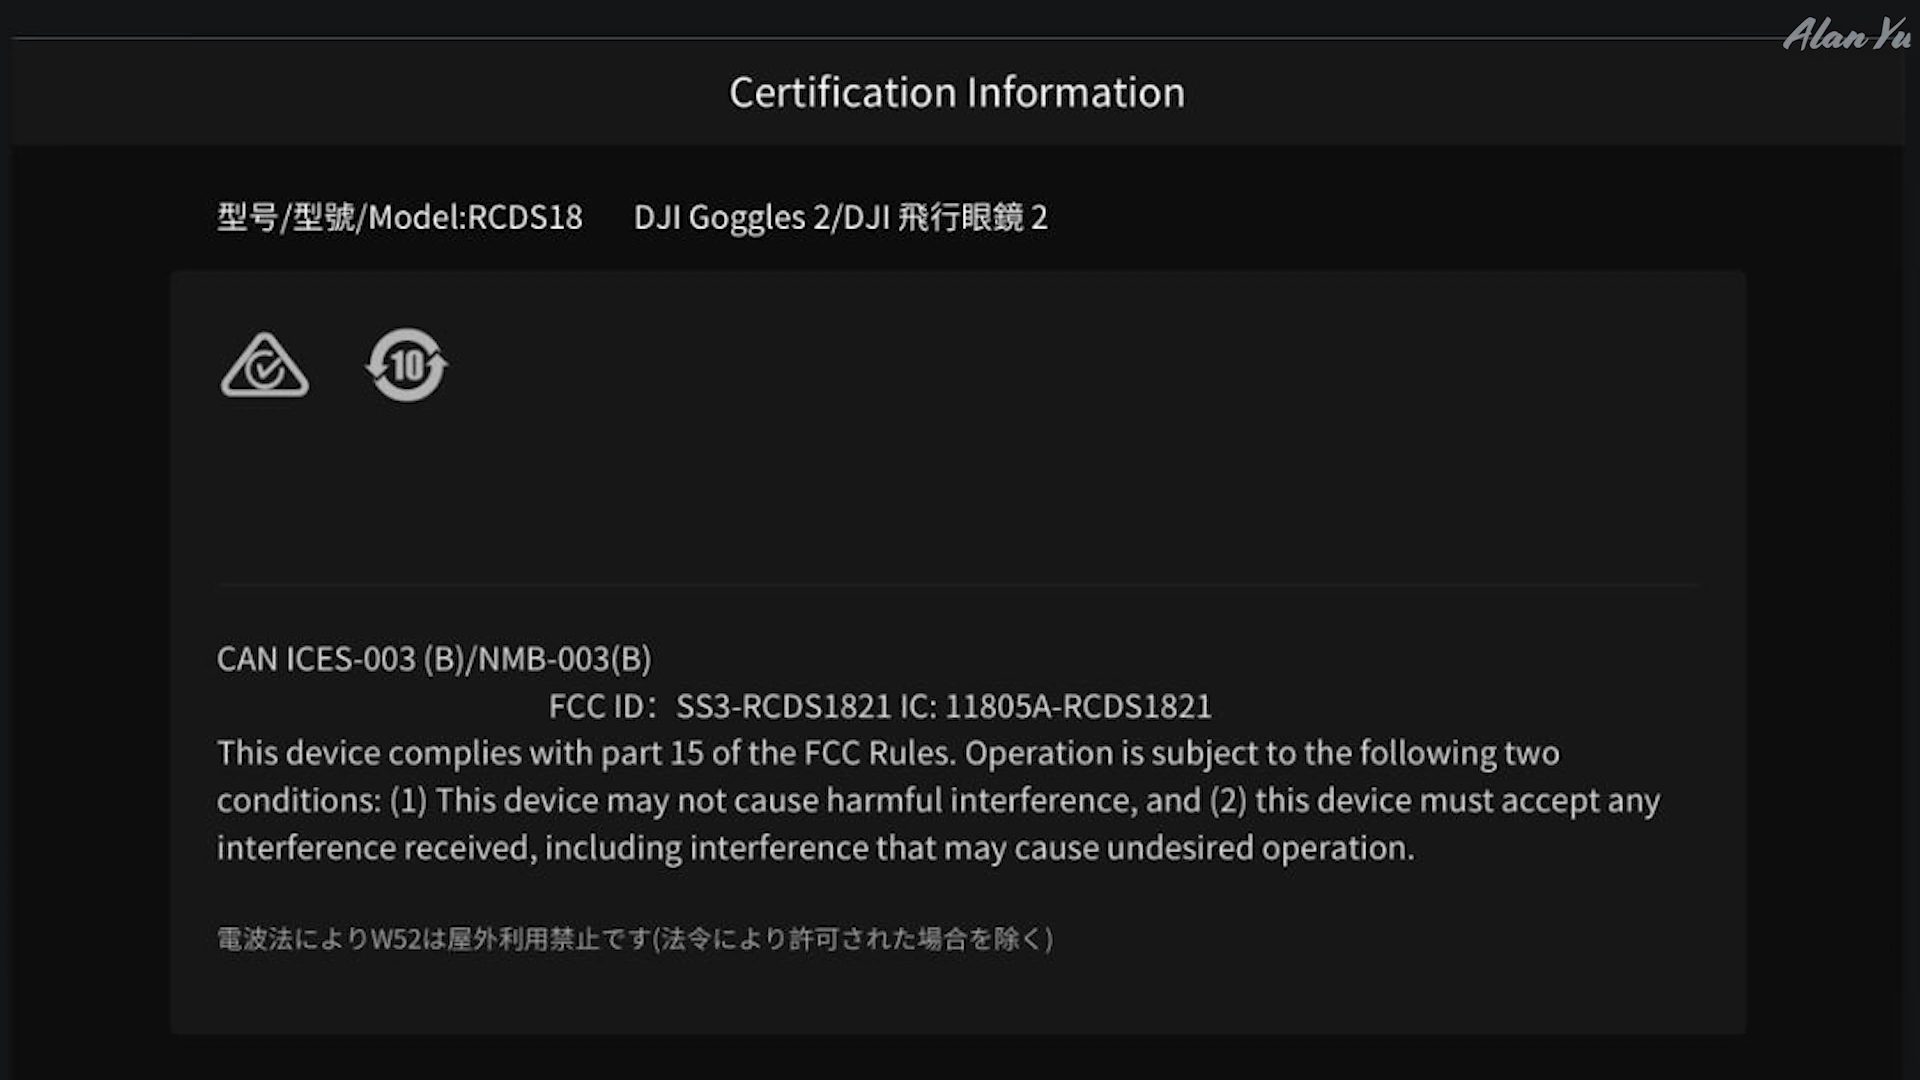 Alan Yu
Certification Information
型号/型號/Model:RCDS18 DJI Goggles 2/DJI 飛行眼鏡 2
10
CAN ICES-003 (B)/NMB-003(B)
FCC ID： SS3-RCDS1821 IC: 11805A-RCDS1821
This device complies with part 15 of the FCC Rules. Operation is subject to the following two
conditions: (1) This device may not cause harmful interference, and (2) this device must accept any
interference received, including interference that may cause undesired operation.
電波法によりW52は屋外利用禁止です(法令により許可された場合を除く)